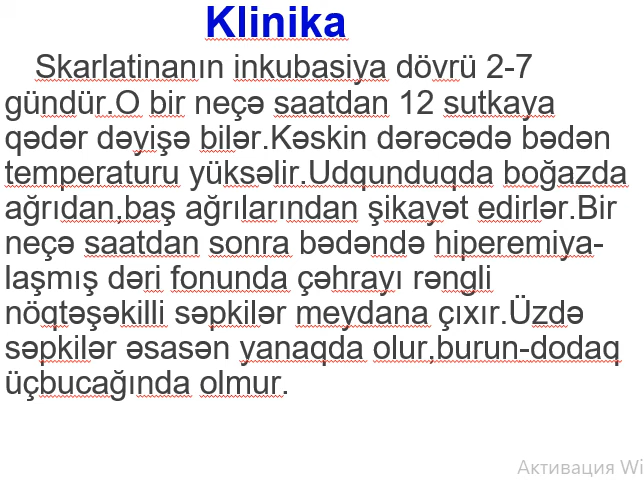 Klinika
Skarlatinanın inkubasiya dövrü 2-7
gündür.O bir neçə saatdan 12 sutkaya
qədər dəyişə bilər.Kəskin dərəcədə bədən
temperaturu yüksəlir.Udqunduqda boğazda
ağrıdan,baş ağrılarından şikayət edirlər.Bir
neçə saatdan sonra bədəndə hiperemiya-
laşmış dəri fonunda çəhrayı rəngli
nöqtəşəkilli səpkilər meydana çıxır.Üzdə
səpkilər əsasən yanaqda olur,burun-dodaq
üçbucağında olmur.
Активация Wi